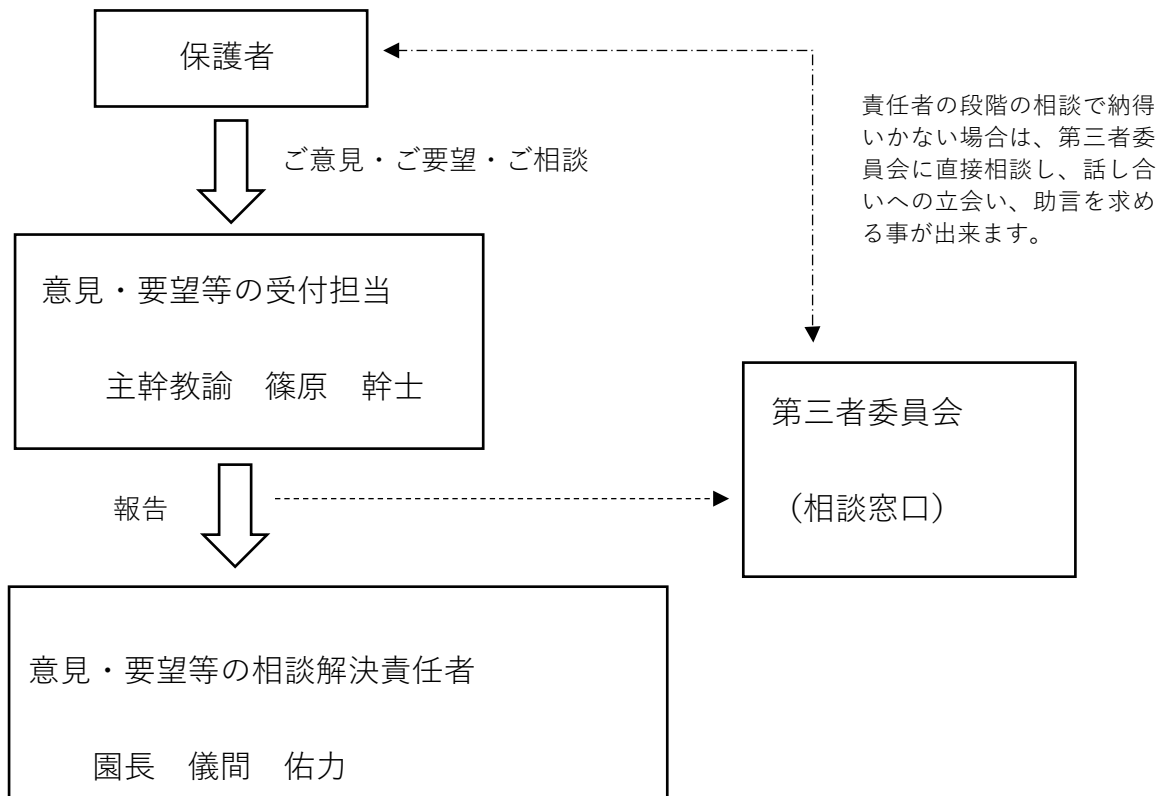 保護者
ご意見・ご要望・ご相談
責任者の段階の相談で納得
いかない場合は、第三者委
員会に直接相談し、話し合
いへの立会い、助言を求め
る事が出来ます。
意見・要望等の受付担当
主幹教諭　篠原　幹士
第三者委員会
（相談窓口）
報告
意見・要望等の相談解決責任者
園長　儀間　佑力